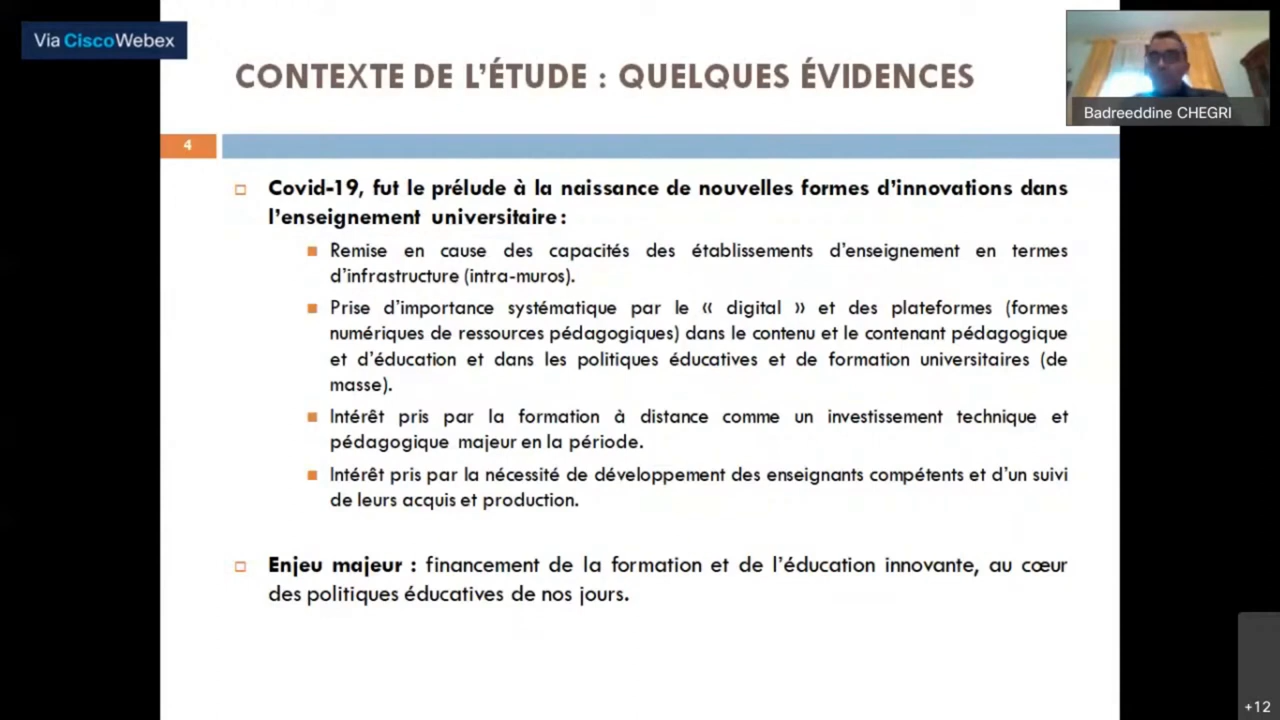 Via CiscoWebex
CONTEXTE DE L'ÉTUDE : QUELQUES ÉVIDENCES
Badreeddine CHEGRI
4
Covid-19, fut le prélude à la naissance de nouvelles formes d'innovations dans
l'enseignement universitaire :
Remise en cause des capacités des établissements d'enseignement en termes
d'infrastructure (intra-muros).
Prise d'importance systématique par le « digital » et des plateformes (formes
numériques de ressources pédagogiques) dans le contenu et le contenant pédagogique
et d'éducation et dans les politiques éducatives et de formation universitaires (de
masse).
Intérêt pris par la formation à distance comme un investissement technique et
pédagogique majeur en la période.
Intérêt pris par la nécessité de développement des enseignants compétents et d'un suivi
de leurs acquis et production.
Enjeu majeur : financement de la formation et de l'éducation innovante, au cœur
des politiques éducatives de nos jours.
+12